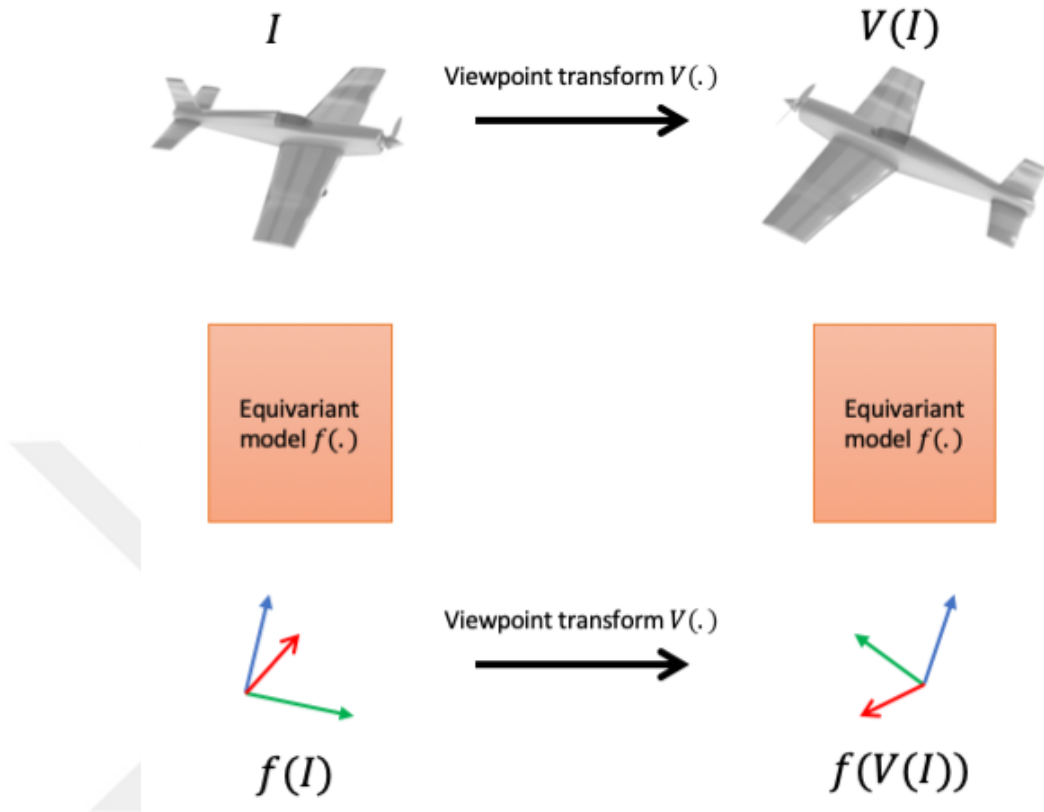 I
V(I)
Viewpoint transform V(.)
Equivariant
model f(.)
Equivariant
model f(.)
Viewpoint transform V(.)
f(I)
f(V(I))